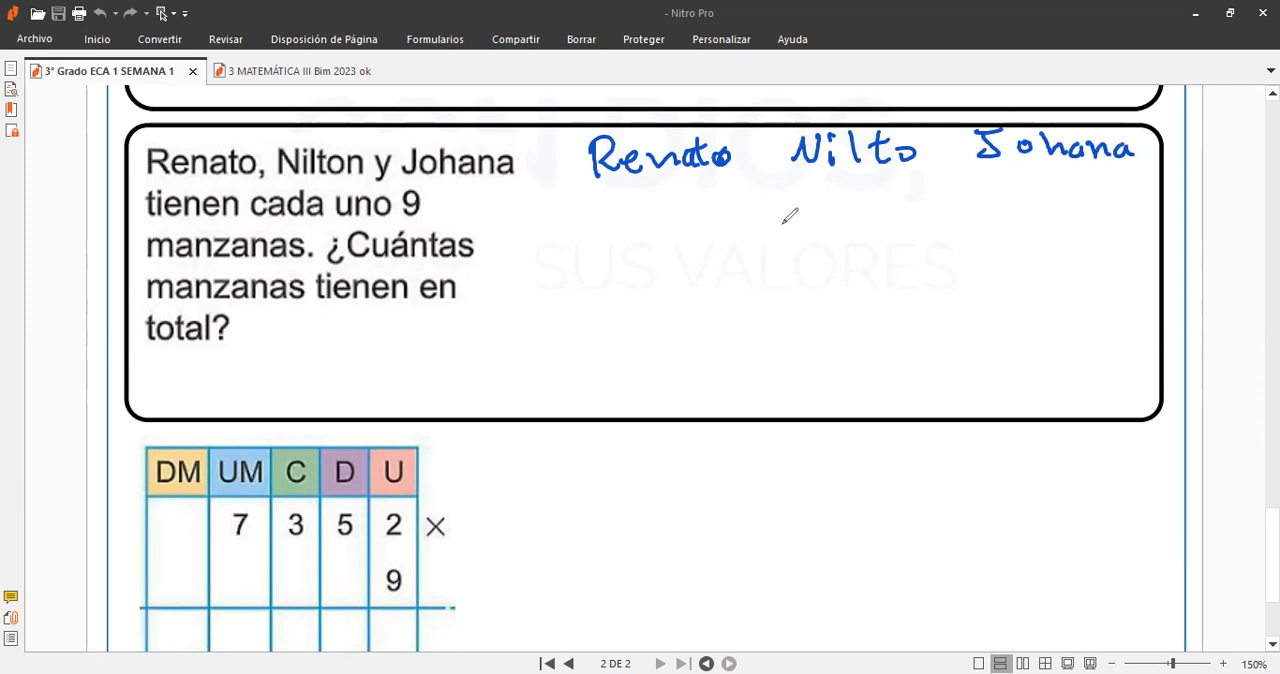 - Nitro Pro
Archivo Inicio Convertir Revisar Disposición de Página Formularios Compartir Borrar Proteger Personalizar Ayuda
3° Grado ECA 1 SEMANA 1 3 MATEMÁTICA III Bim 2023 ok
Renato, Nilton y Johana
tienen cada uno 9
manzanas. ¿Cuántas
manzanas tienen en
total?
Renato Nilto Johana
SUS VALORES
DM UM C D U
7 3 5 2 ×
9
2 DE 2
150%